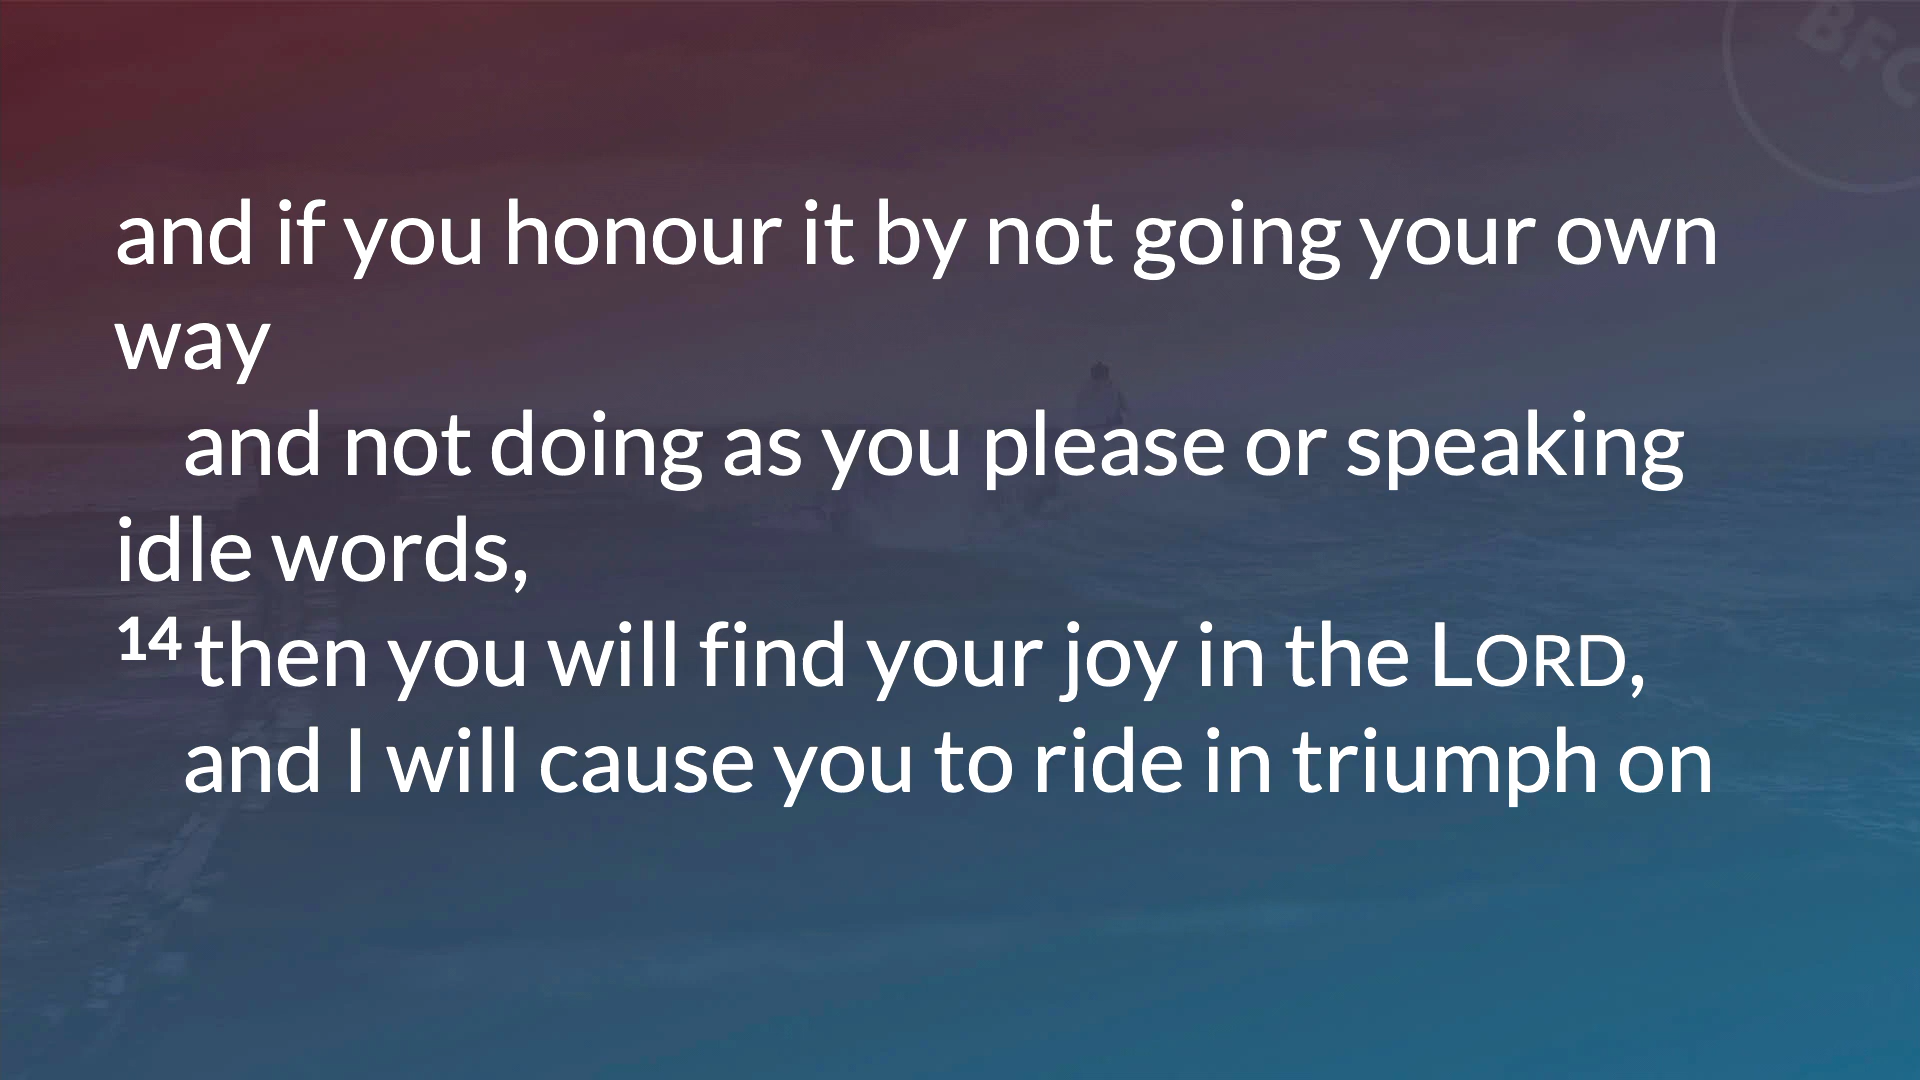 BFC
and if you honour it by not going your own
way
and not doing as you please or speaking
idle words,
14 then you will find your joy in the LORD,
and I will cause you to ride in triumph on